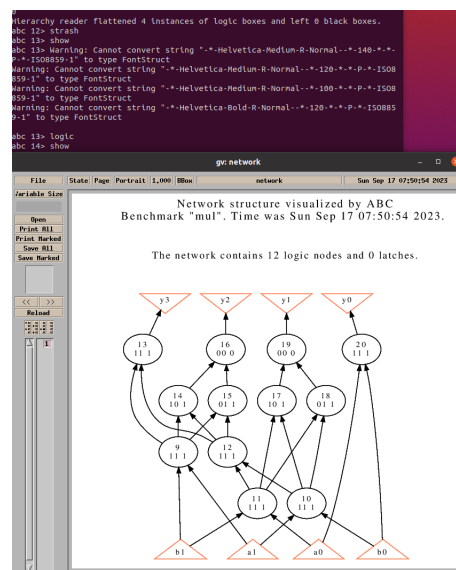 Hierarchy reader flattened 4 instances of logic boxes and left 0 black boxes.
abc 12> strash
abc 13> show
abc 13> Warning: Cannot convert string "-*-Helvetica-Medium-R-Normal--*-140-*-*-
P-*-ISO8859-1" to type FontStruct
Warning: Cannot convert string "-*-Helvetica-Medium-R-Normal--*-120-*-*-P-*-ISO8
859-1" to type FontStruct
Warning: Cannot convert string "-*-Helvetica-Medium-R-Normal--*-100-*-*-P-*-ISO8
859-1" to type FontStruct
Warning: Cannot convert string "-*-Helvetica-Bold-R-Normal--*-120-*-*-P-*-ISO885
9-1" to type FontStruct
abc 13> logic
abc 14> show
gv: network
File State Page Portrait 1,000 BBox network Sun Sep 17 07:50:54 2023
Variable Size
Open
Print All
Print Marked
Save All
Save Marked
<< >>
Reload
1
Network structure visualized by ABC
Benchmark "mul". Time was Sun Sep 17 07:50:54 2023.
The network contains 12 logic nodes and 0 latches.
y3 y2 y1 y0
13 16 19 20
11 1 00 0 00 0 11 1
14 15 17 18
10 1 01 1 10 1 01 1
9 12
11 1 11 1
11 10
11 1 11 1
b1 a1 a0 b0